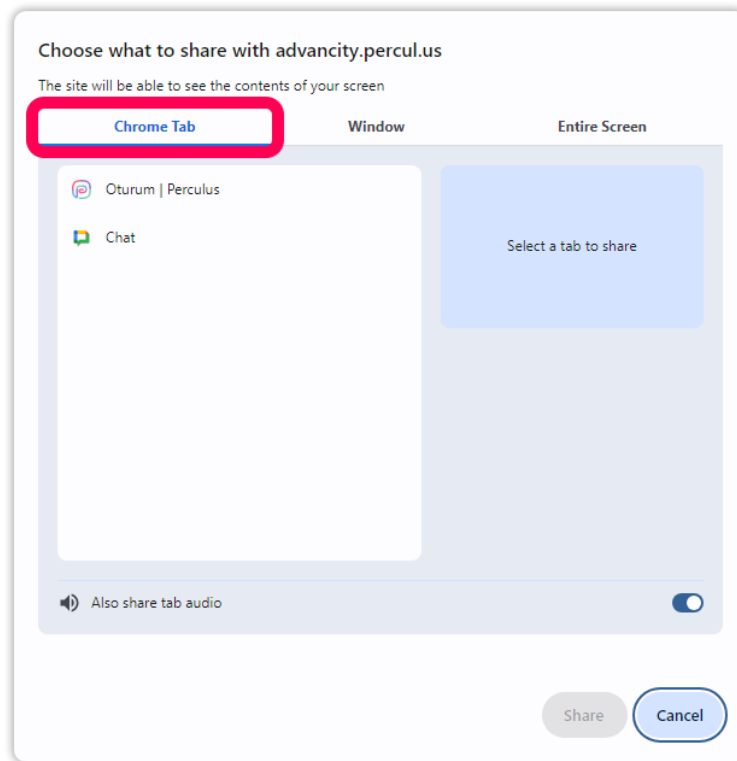 Choose what to share with advancity.percul.us
The site will be able to see the contents of your screen
Chrome Tab Window Entire Screen
Oturum | Perculus
Chat
Select a tab to share
Also share tab audio
Share Cancel